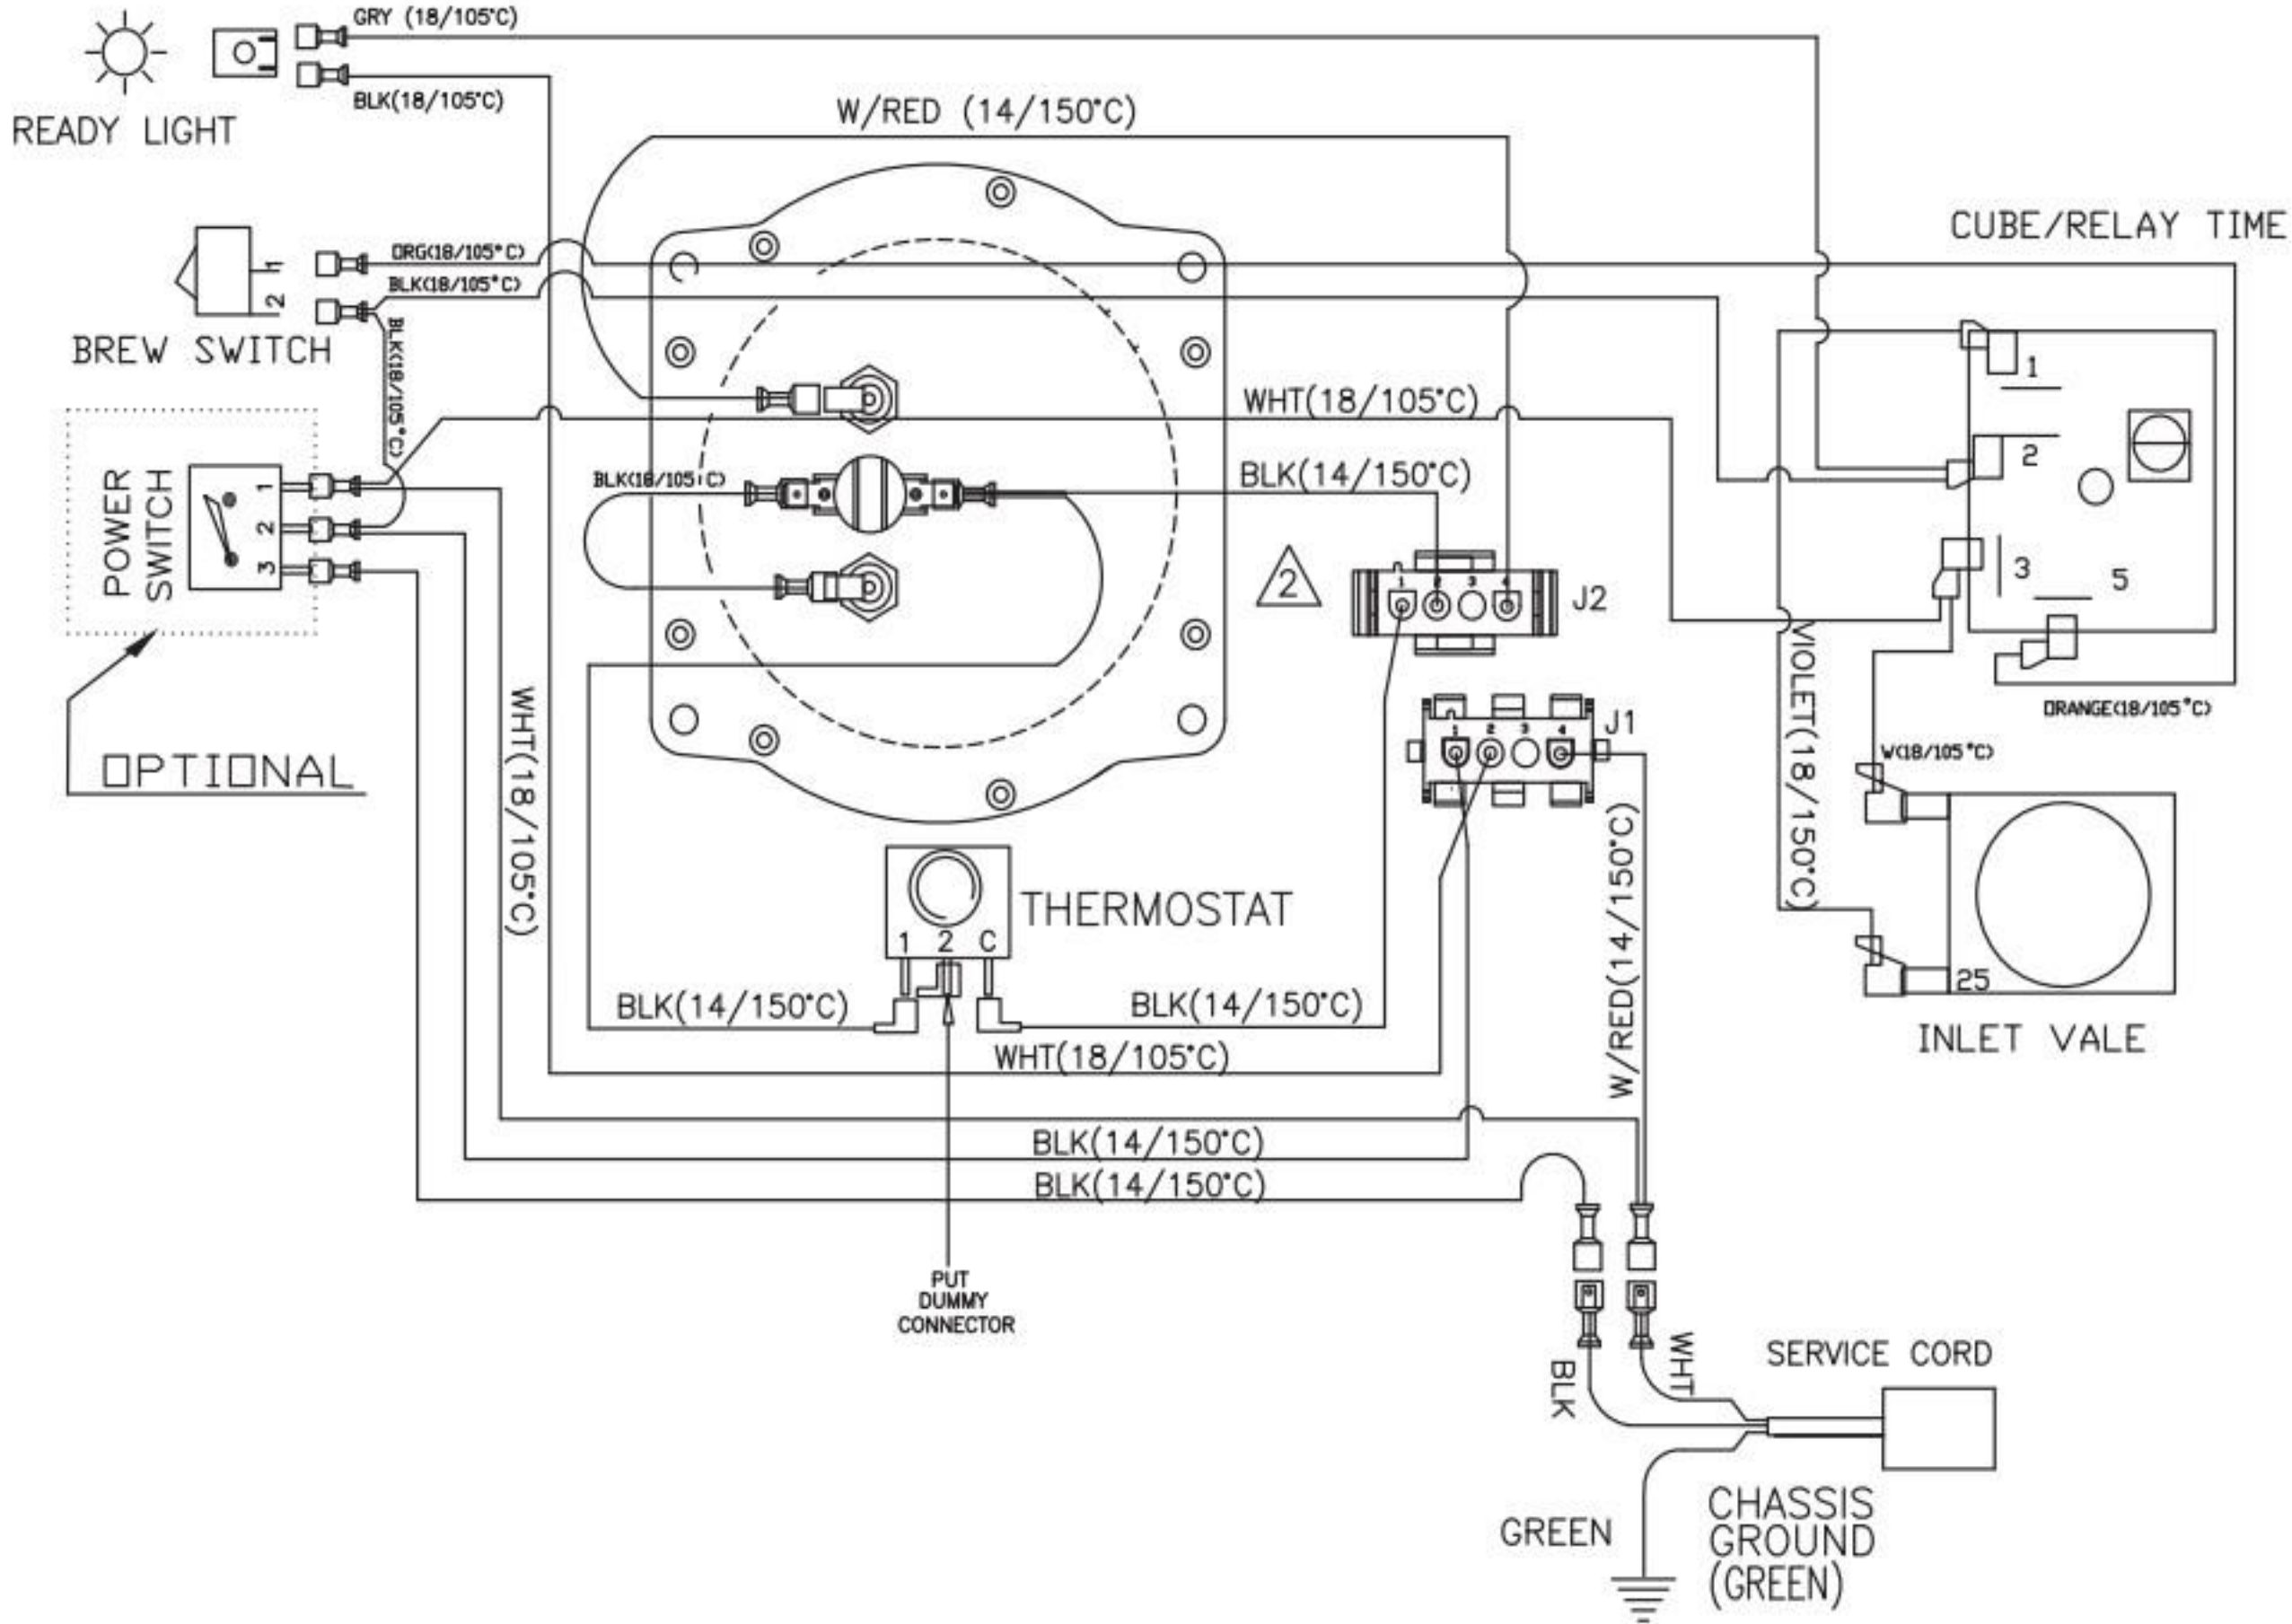 GRY (18/105°C)
BLK(18/105°C)
READY LIGHT
W/RED (14/150°C)
CUBE/RELAY TIME
ORG(18/105°C)
1
BLK(18/105°C)
2
BREW SWITCH
BLK(18/105°C)
1
WHT(18/105°C)
2
BLK(18/105°C)
BLK(14/150°C)
POWER
SWITCH
1
2
3
2
1 2 3 4
J2
3
5
OPTIONAL
WHT(18/105°C)
VIOLET(18/150°C)
ORANGE(18/105°C)
J1
1 2 3 4
W(18/105°C)
W/RED(14/150°C)
THERMOSTAT
1 2 C
25
BLK(14/150°C)
BLK(14/150°C)
INLET VALE
WHT(18/105°C)
BLK(14/150°C)
BLK(14/150°C)
PUT
DUMMY
CONNECTOR
BLK
WHT
SERVICE CORD
GREEN
CHASSIS
GROUND
(GREEN)